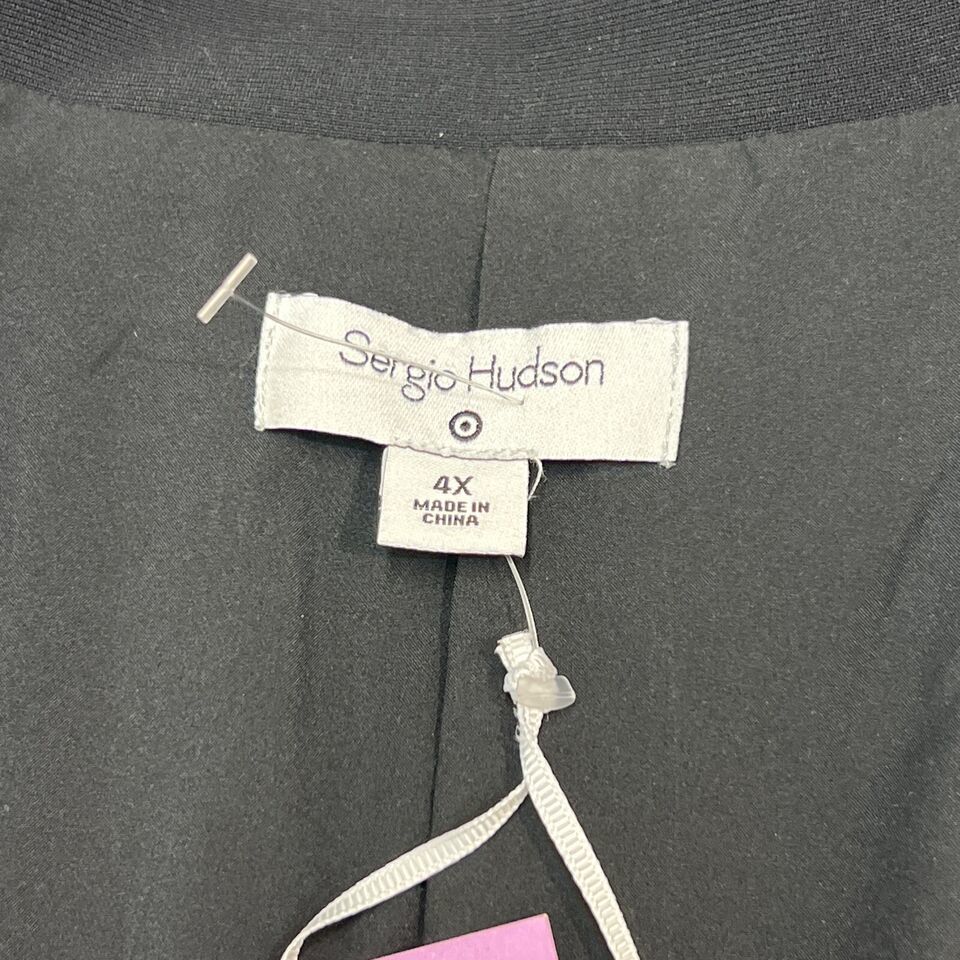 Sergio Hudson
4X
MADE IN
CHINA